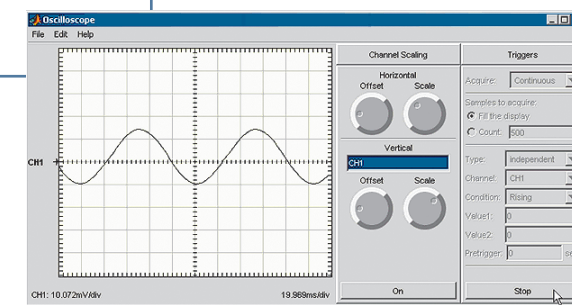 Oscilloscope
File Edit Help
Channel Scaling
Triggers
Horizontal
Offset Scale
Acquire: Continuous
Samples to acquire:
Fill the display
Count. 500
Vertical
CH1
CH1
Offset Scale
Type: independent
Channel: CH1
Condition: Rising
Value1: 0
Value2: 0
Pretrigger: 0 se
CH1: 10.072mV/div
19.969ms/div
On
Stop